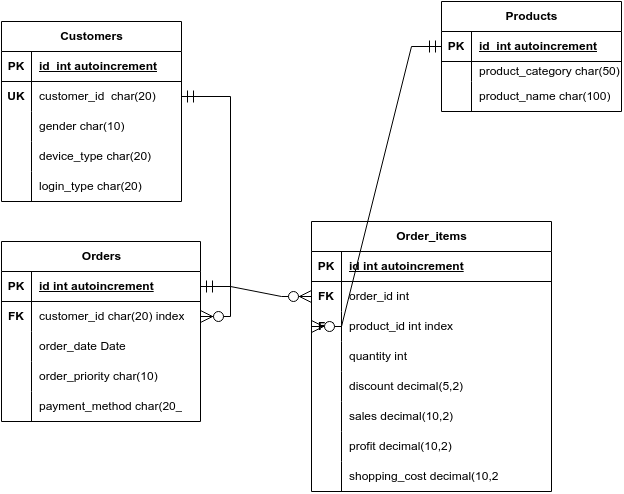 Customers
PK id int autoincrement
UK customer_id char(20)
gender char(10)
device_type char(20)
login_type char(20)
Products
PK id int autoincrement
product_category char(50)
product_name char(100)
Orders
PK id int autoincrement
FK customer_id char(20) index
order_date Date
order_priority char(10)
payment_method char(20_
Order_items
PK id int autoincrement
FK order_id int
product_id int index
quantity int
discount decimal(5,2)
sales decimal(10,2)
profit decimal(10,2)
shopping_cost decimal(10,2